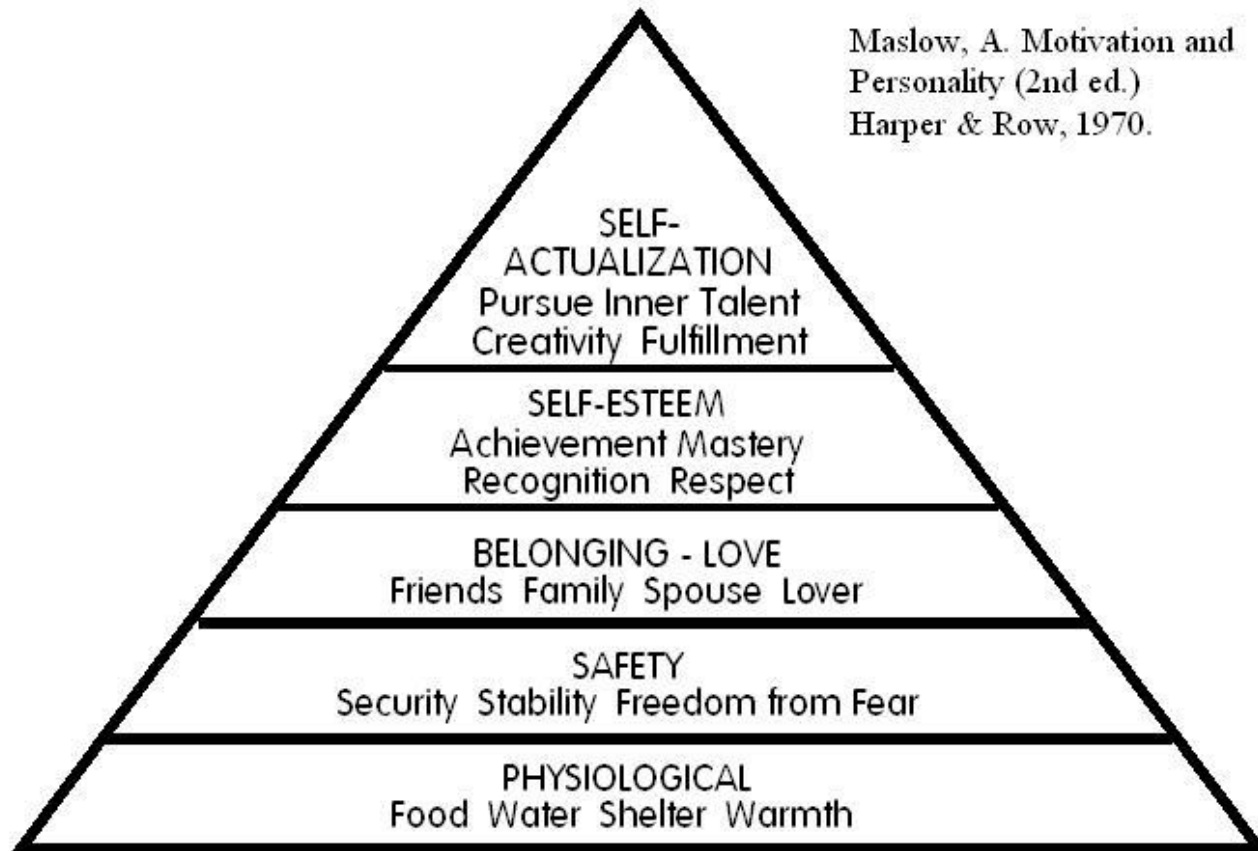 Maslow, A. Motivation and
Personality (2nd ed.)
Harper & Row, 1970.
SELF-
ACTUALIZATION
Pursue Inner Talent
Creativity Fulfillment
SELF-ESTEEM
Achievement Mastery
Recognition Respect
BELONGING - LOVE
Friends Family Spouse Lover
SAFETY
Security Stability Freedom from Fear
PHYSIOLOGICAL
Food Water Shelter Warmth